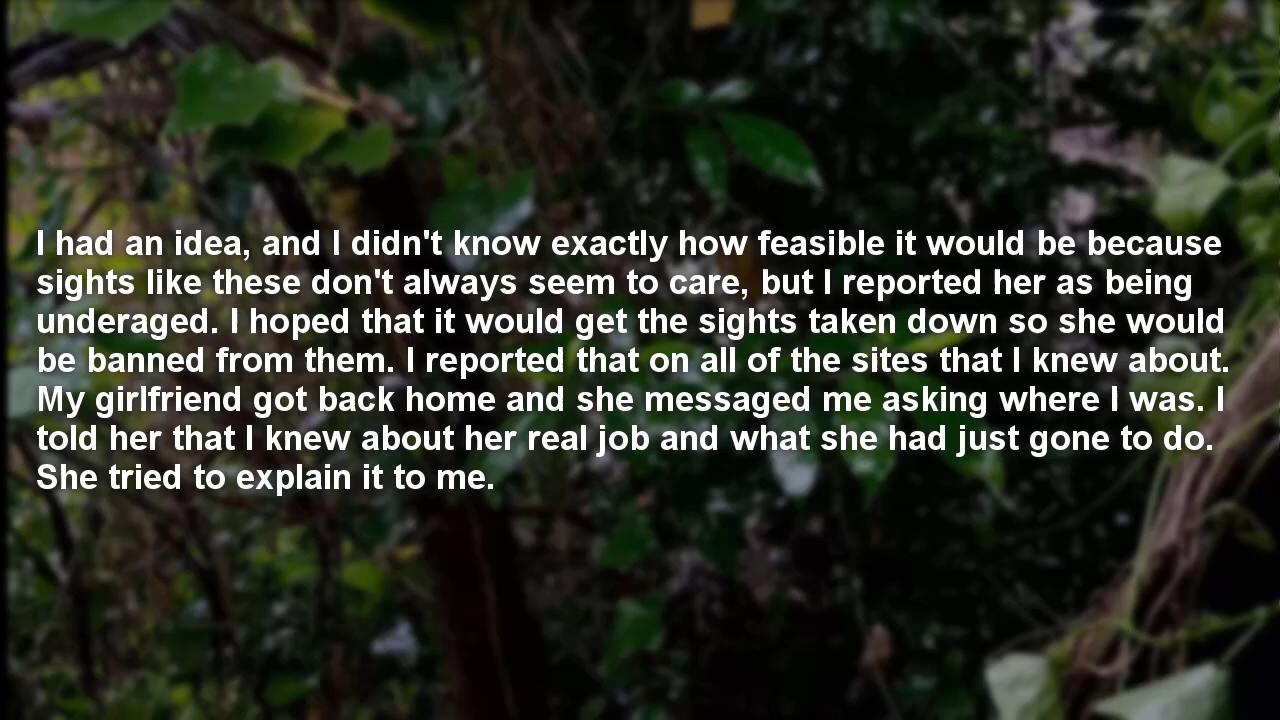 I had an idea, and I didn't know exactly how feasible it would be because
sights like these don't always seem to care, but I reported her as being
underaged. I hoped that it would get the sights taken down so she would
be banned from them. I reported that on all of the sites that I knew about.
My girlfriend got back home and she messaged me asking where I was. I
told her that I knew about her real job and what she had just gone to do.
She tried to explain it to me.